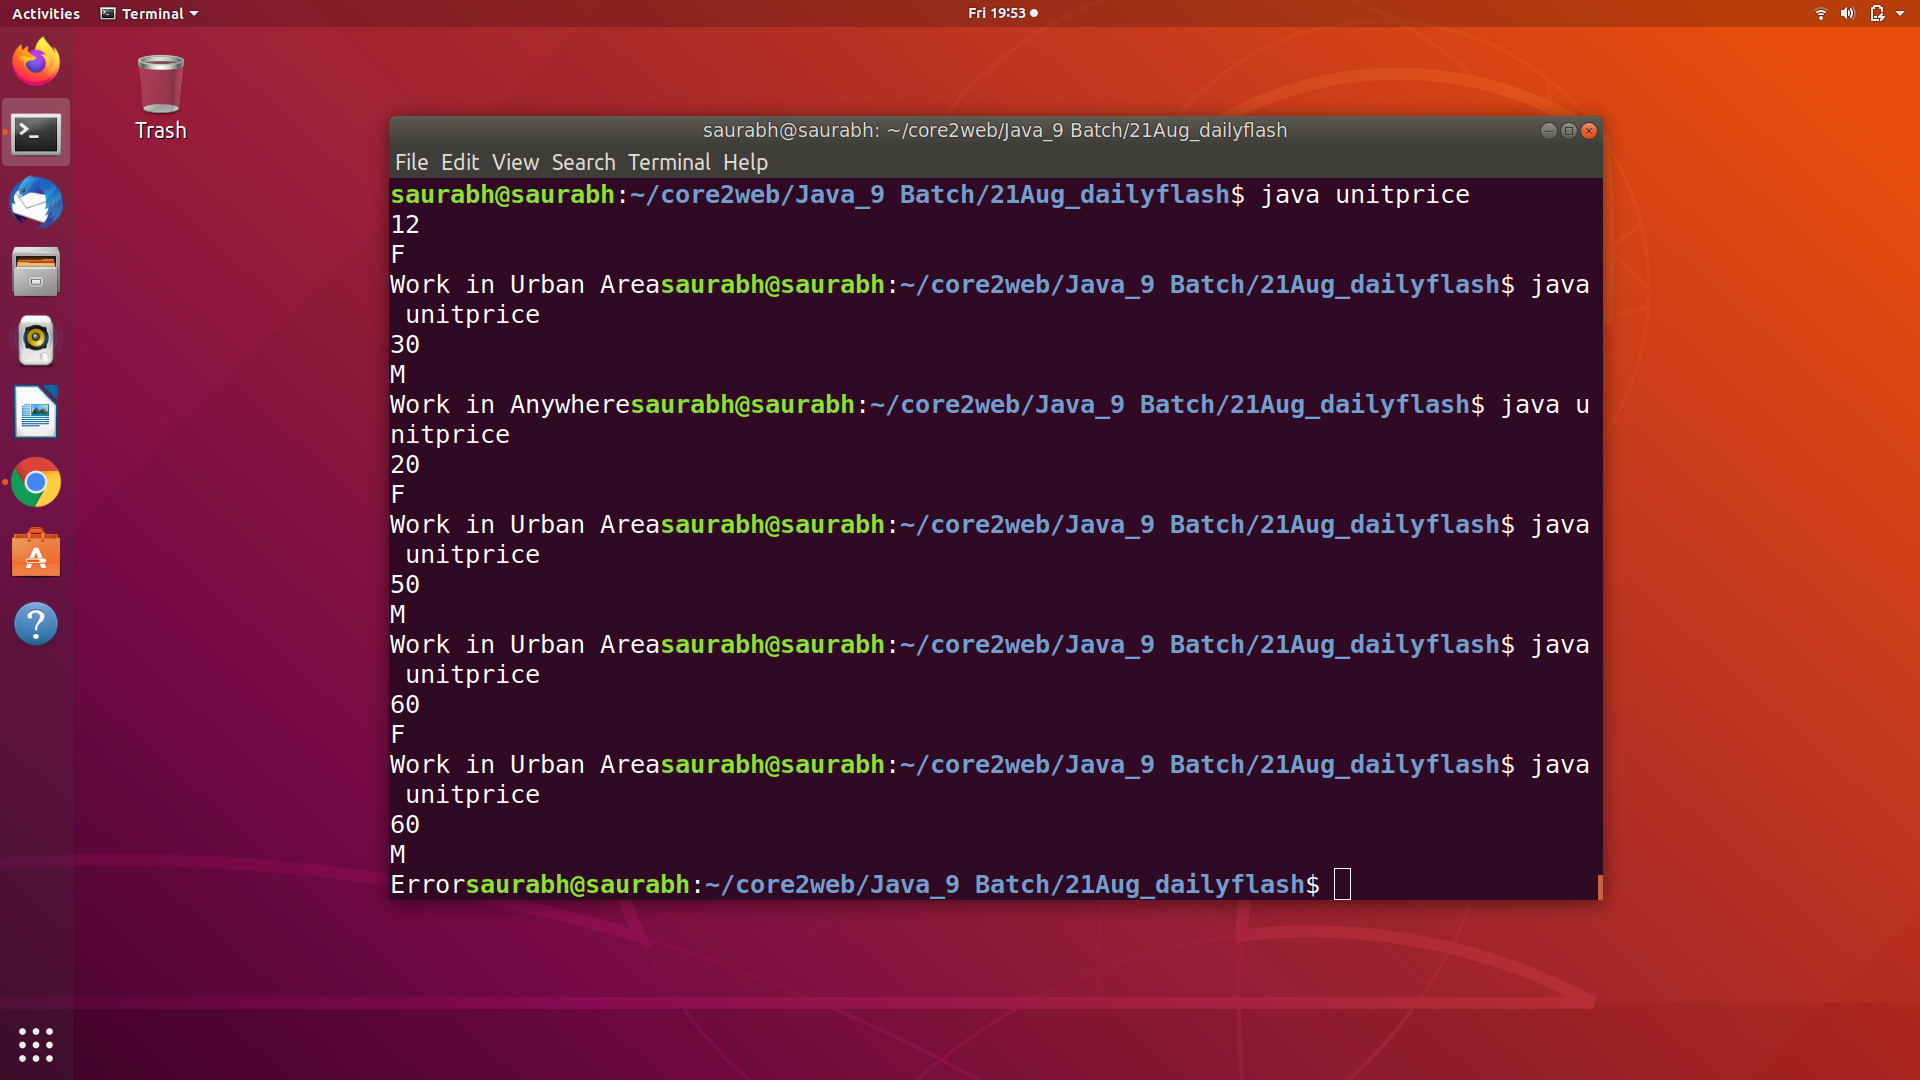 Activities Terminal Fri 19:53
Trash
saurabh@saurabh: ~/core2web/Java_9 Batch/21Aug_dailyflash
File Edit View Search Terminal Help
saurabh@saurabh:~/core2web/Java_9 Batch/21Aug_dailyflash$ java unitprice
12
F
Work in Urban Areasaurabh@saurabh:~/core2web/Java_9 Batch/21Aug_dailyflash$ java
 unitprice
30
M
Work in Anywheresaurabh@saurabh:~/core2web/Java_9 Batch/21Aug_dailyflash$ java u
nitprice
20
F
Work in Urban Areasaurabh@saurabh:~/core2web/Java_9 Batch/21Aug_dailyflash$ java
 unitprice
50
M
Work in Urban Areasaurabh@saurabh:~/core2web/Java_9 Batch/21Aug_dailyflash$ java
 unitprice
60
F
Work in Urban Areasaurabh@saurabh:~/core2web/Java_9 Batch/21Aug_dailyflash$ java
 unitprice
60
M
Errorsaurabh@saurabh:~/core2web/Java_9 Batch/21Aug_dailyflash$